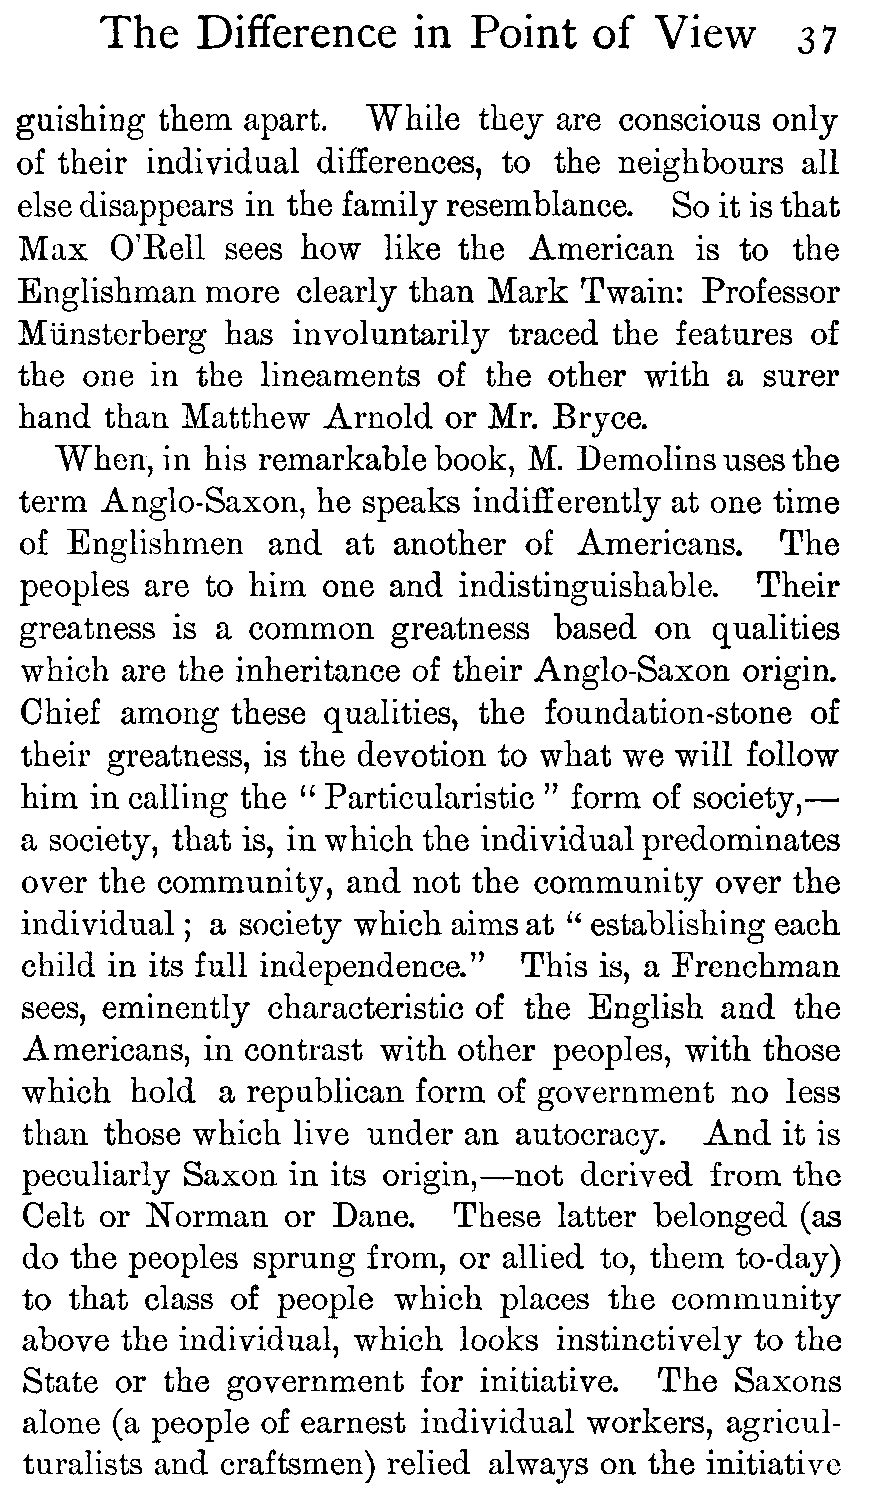 The Difference in Point of View 37
guishing them apart. While they are conscious only
of their individual differences, to the neighbours all
else disappears in the family resemblance. So it is that
Max O'Rell sees how like the American is to the
Englishman more clearly than Mark Twain: Professor
Münsterberg has involuntarily traced the features of
the one in the lineaments of the other with a surer
hand than Matthew Arnold or Mr. Bryce.
When, in his remarkable book, M. Demolins uses the
term Anglo-Saxon, he speaks indifferently at one time
of Englishmen and at another of Americans. The
peoples are to him one and indistinguishable. Their
greatness is a common greatness based on qualities
which are the inheritance of their Anglo-Saxon origin.
Chief among these qualities, the foundation-stone of
their greatness, is the devotion to what we will follow
him in calling the "Particularistic" form of society,—
a society, that is, in which the individual predominates
over the community, and not the community over the
individual; a society which aims at "establishing each
child in its full independence." This is, a Frenchman
sees, eminently characteristic of the English and the
Americans, in contrast with other peoples, with those
which hold a republican form of government no less
than those which live under an autocracy. And it is
peculiarly Saxon in its origin,—not derived from the
Celt or Norman or Dane. These latter belonged (as
do the peoples sprung from, or allied to, them to-day)
to that class of people which places the community
above the individual, which looks instinctively to the
State or the government for initiative. The Saxons
alone (a people of earnest individual workers, agricul-
turalists and craftsmen) relied always on the initiative